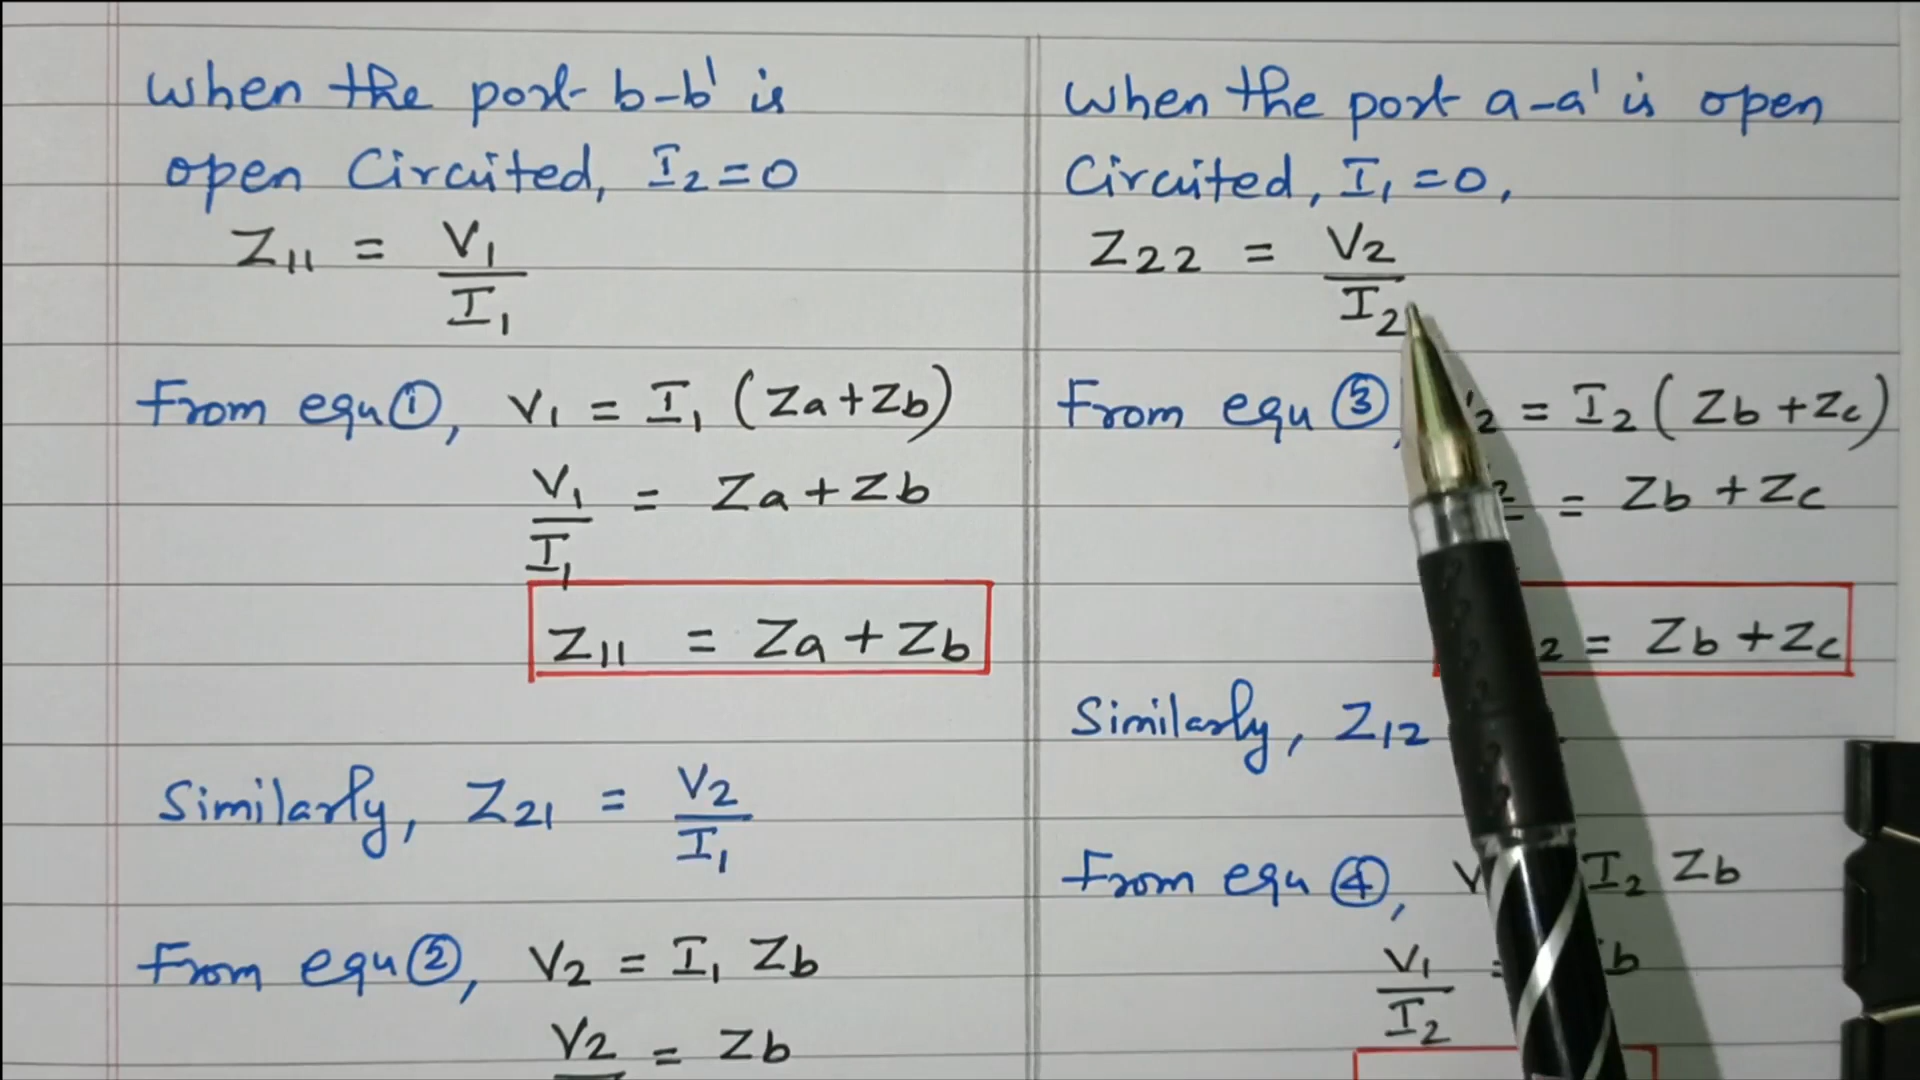 When the port b-b' is
open Circuited, I2 = 0
Z11 = V1
I1
From equ ①, V1 = I1 (Za + Zb)
V1 = Za + Zb
I1
Z11 = Za + Zb
Similarly, Z21 = V2
I1
From equ ②, V2 = I1 Zb
V2 = Zb
When the port a-a' is open
Circuited, I1 = 0,
Z22 = V2
I2
From equ ③, = I2 (Zb + Zc)
= Zb + Zc
= Zb + Zc
Similarly, Z12
From equ ④, I2 Zb
V1
I2